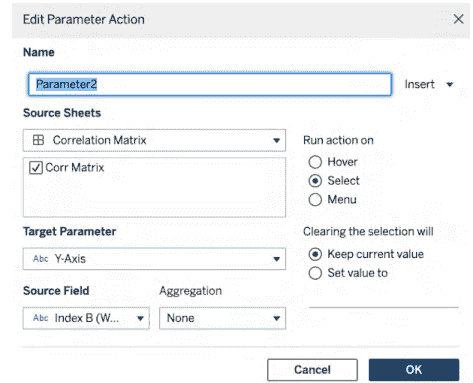 Edit Parameter Action
Name
Parameter2
Insert
Source Sheets
Correlation Matrix
Run action on
Corr Matrix
Hover
Select
Menu
Target Parameter
Clearing the selection will
Abc Y-Axis
Keep current value
Set value to
Source Field
Aggregation
Abc Index B (W...
None
Cancel
OK